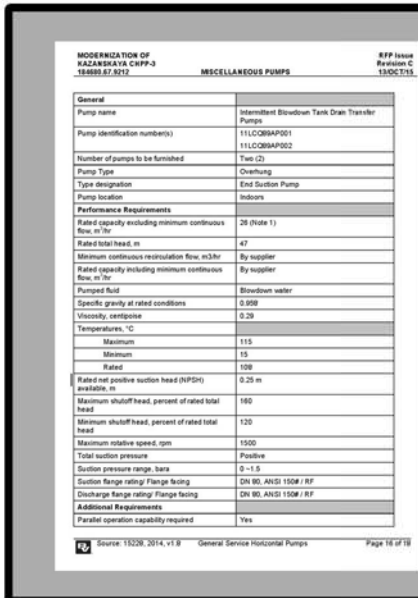 MODERNIZATION OF
KAZANSKAYA CHPP-3
184680.67.9212
MISCELLANEOUS PUMPS
RFP Issue
Revision C
13/OCT/15
General
Pump name
Intermittent Blowdown Tank Drain Transfer
Pumps
Pump identification number(s)
11LCQ89AP001
11LCQ89AP002
Number of pumps to be furnished
Two (2)
Pump Type
Overhung
Type designation
End Suction Pump
Pump location
Indoors
Performance Requirements
Rated capacity excluding minimum continuous
flow, m³/hr
26 (Note 1)
Rated total head, m
47
Minimum continuous recirculation flow, m3/hr
By supplier
Rated capacity including minimum continuous
flow, m³/hr
By supplier
Pumped fluid
Blowdown water
Specific gravity at rated conditions
0.958
Viscosity, centipoise
0.29
Temperatures, °C
Maximum
115
Minimum
15
Rated
Rated net positive suction head (NPSH)
available, m
0.25 m
Maximum shutoff head, percent of rated total
head
160
Minimum shutoff head, percent of rated total
head
120
Maximum rotative speed, rpm
1500
Total suction pressure
Positive
Suction pressure range, bara
0 ~1.5
Suction flange rating/ Flange facing
DN 80, ANSI 150# / RF
Discharge flange rating/ Flange facing
DN 80, ANSI 150# / RF
Additional Requirements
Parallel operation capability required
Yes
Source: 15228, 2014, v1.8
General Service Horizontal Pumps
Page 16 of 19